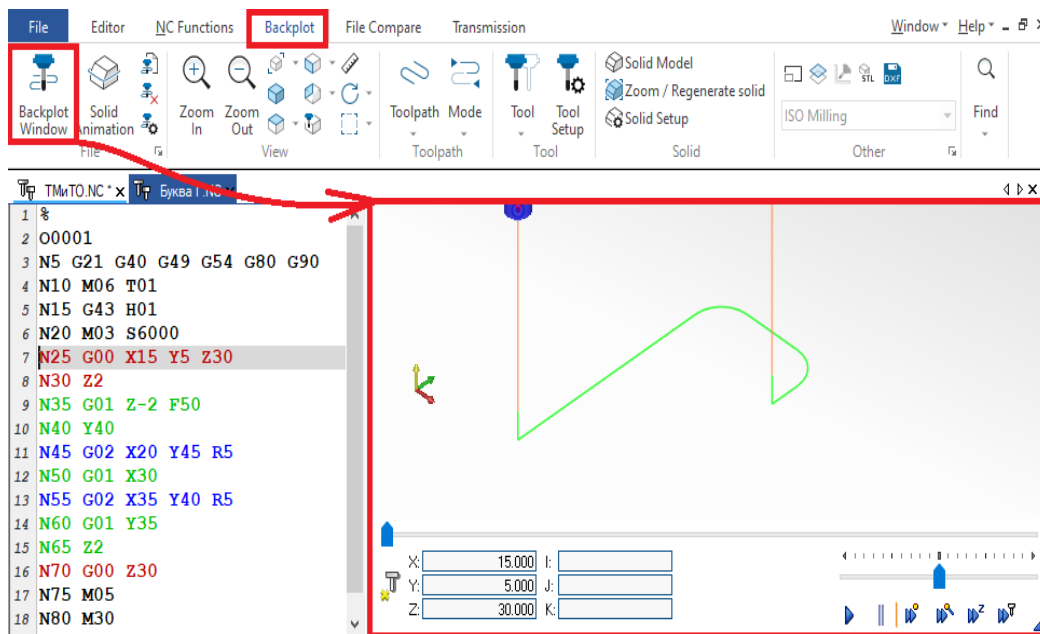 File Editor NC Functions Backplot File Compare Transmission Window Help
Backplot Window
Solid Animation
File
Zoom In
Zoom Out
View
Toolpath Mode
Toolpath
Tool
Tool Setup
Tool
Solid Model
Zoom / Regenerate solid
Solid Setup
Solid
STL DXF
ISO Milling
Other
Find
ТМиТО.NC * x
1 %
2 O0001
3 N5 G21 G40 G49 G54 G80 G90
4 N10 M06 T01
5 N15 G43 H01
6 N20 M03 S6000
7 N25 G00 X15 Y5 Z30
8 N30 Z2
9 N35 G01 Z-2 F50
10 N40 Y40
11 N45 G02 X20 Y45 R5
12 N50 G01 X30
13 N55 G02 X35 Y40 R5
14 N60 G01 Y35
15 N65 Z2
16 N70 G00 Z30
17 N75 M05
18 N80 M30
X: 15.000 I:
Y: 5.000 J:
Z: 30.000 K: